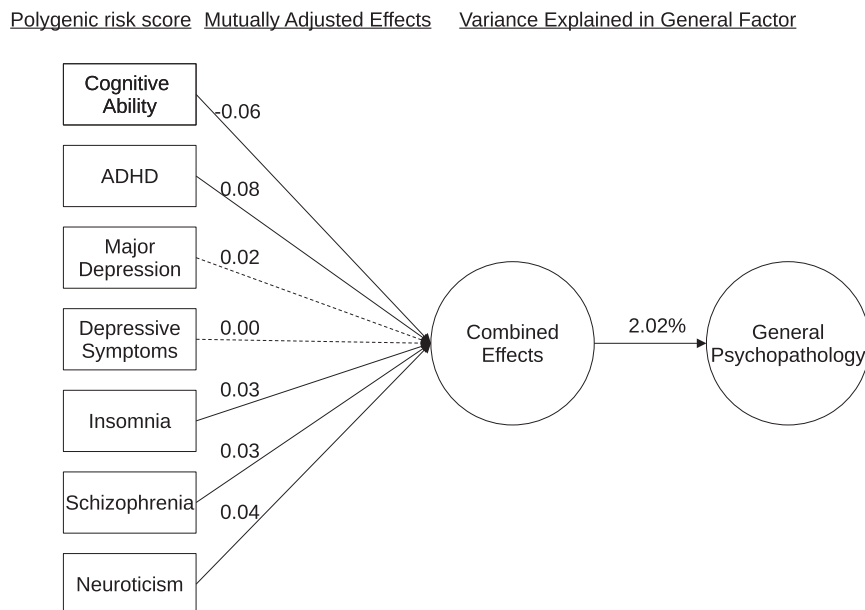 Polygenic risk score Mutually Adjusted Effects Variance Explained in General Factor
Cognitive
Ability
-0.06
ADHD
0.08
Major
Depression
0.02
Depressive
Symptoms
0.00
Insomnia
0.03
Schizophrenia
0.03
Neuroticism
0.04
Combined
Effects
2.02%
General
Psychopathology